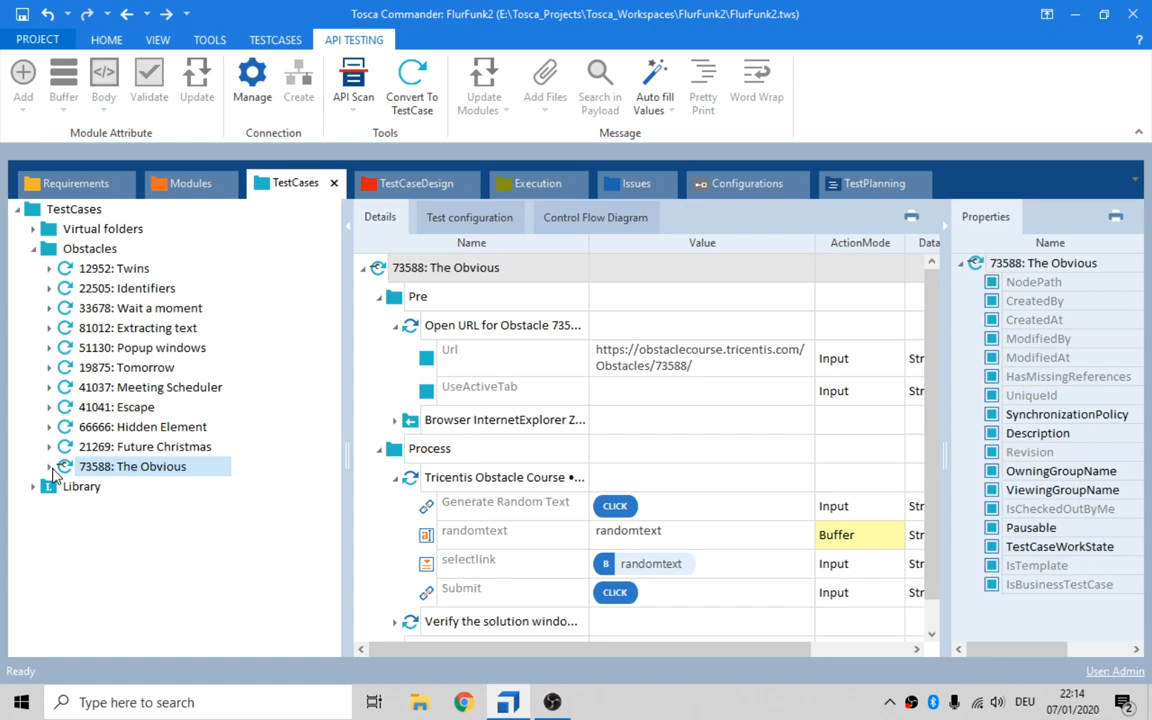 Tosca Commander: FlurFunk2 (E:\Tosca_Projects\Tosca_Workspaces\FlurFunk2\FlurFunk2.tws)
PROJECT HOME VIEW TOOLS TESTCASES API TESTING ?
Add Buffer Body Validate Update Manage Create API Scan Convert To TestCase Update Modules Add Files Search in Payload Auto fill Values Pretty Print Word Wrap
Module Attribute Connection Tools Message
Requirements Modules TestCases TestCaseDesign Execution Issues Configurations TestPlanning
TestCases
Virtual folders
Obstacles
12952: Twins
22505: Identifiers
33678: Wait a moment
81012: Extracting text
51130: Popup windows
19875: Tomorrow
41037: Meeting Scheduler
41041: Escape
66666: Hidden Element
21269: Future Christmas
73588: The Obvious
L Library
Details Test configuration Control Flow Diagram
Name Value ActionMode Data
73588: The Obvious
Pre
Open URL for Obstacle 735...
Url https://obstaclecourse.tricentis.com/Obstacles/73588/ Input Str
UseActiveTab Input Str
Browser InternetExplorer Z...
Process
Tricentis Obstacle Course •...
Generate Random Text CLICK Input Str
randomtext randomtext Buffer Str
selectlink B randomtext Input Str
Submit CLICK Input Str
Verify the solution windo...
Properties
Name
73588: The Obvious
NodePath
CreatedBy
CreatedAt
ModifiedBy
ModifiedAt
HasMissingReferences
UniqueId
SynchronizationPolicy
Description
Revision
OwningGroupName
ViewingGroupName
IsCheckedOutByMe
Pausable
TestCaseWorkState
IsTemplate
IsBusinessTestCase
Ready User: Admin
Type here to search DEU 22:14
07/01/2020 2